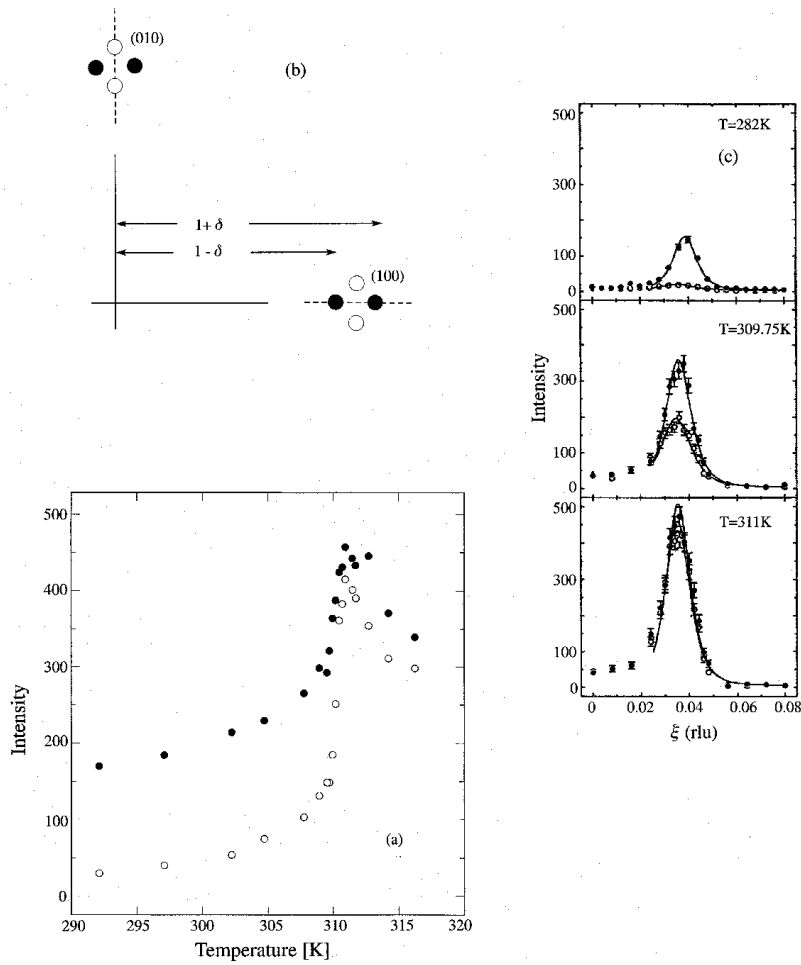 (010)
(b)
1+ δ
1 - δ
(100)
500
400
300
200
100
0
Intensity
(a)
290 295 300 305 310 315 320
Temperature [K]
500
T=282K
(c)
300
100
0
500
T=309.75K
300
100
0
Intensity
500
T=311K
300
100
0
0 0.02 0.04 0.06 0.08
ξ (rlu)